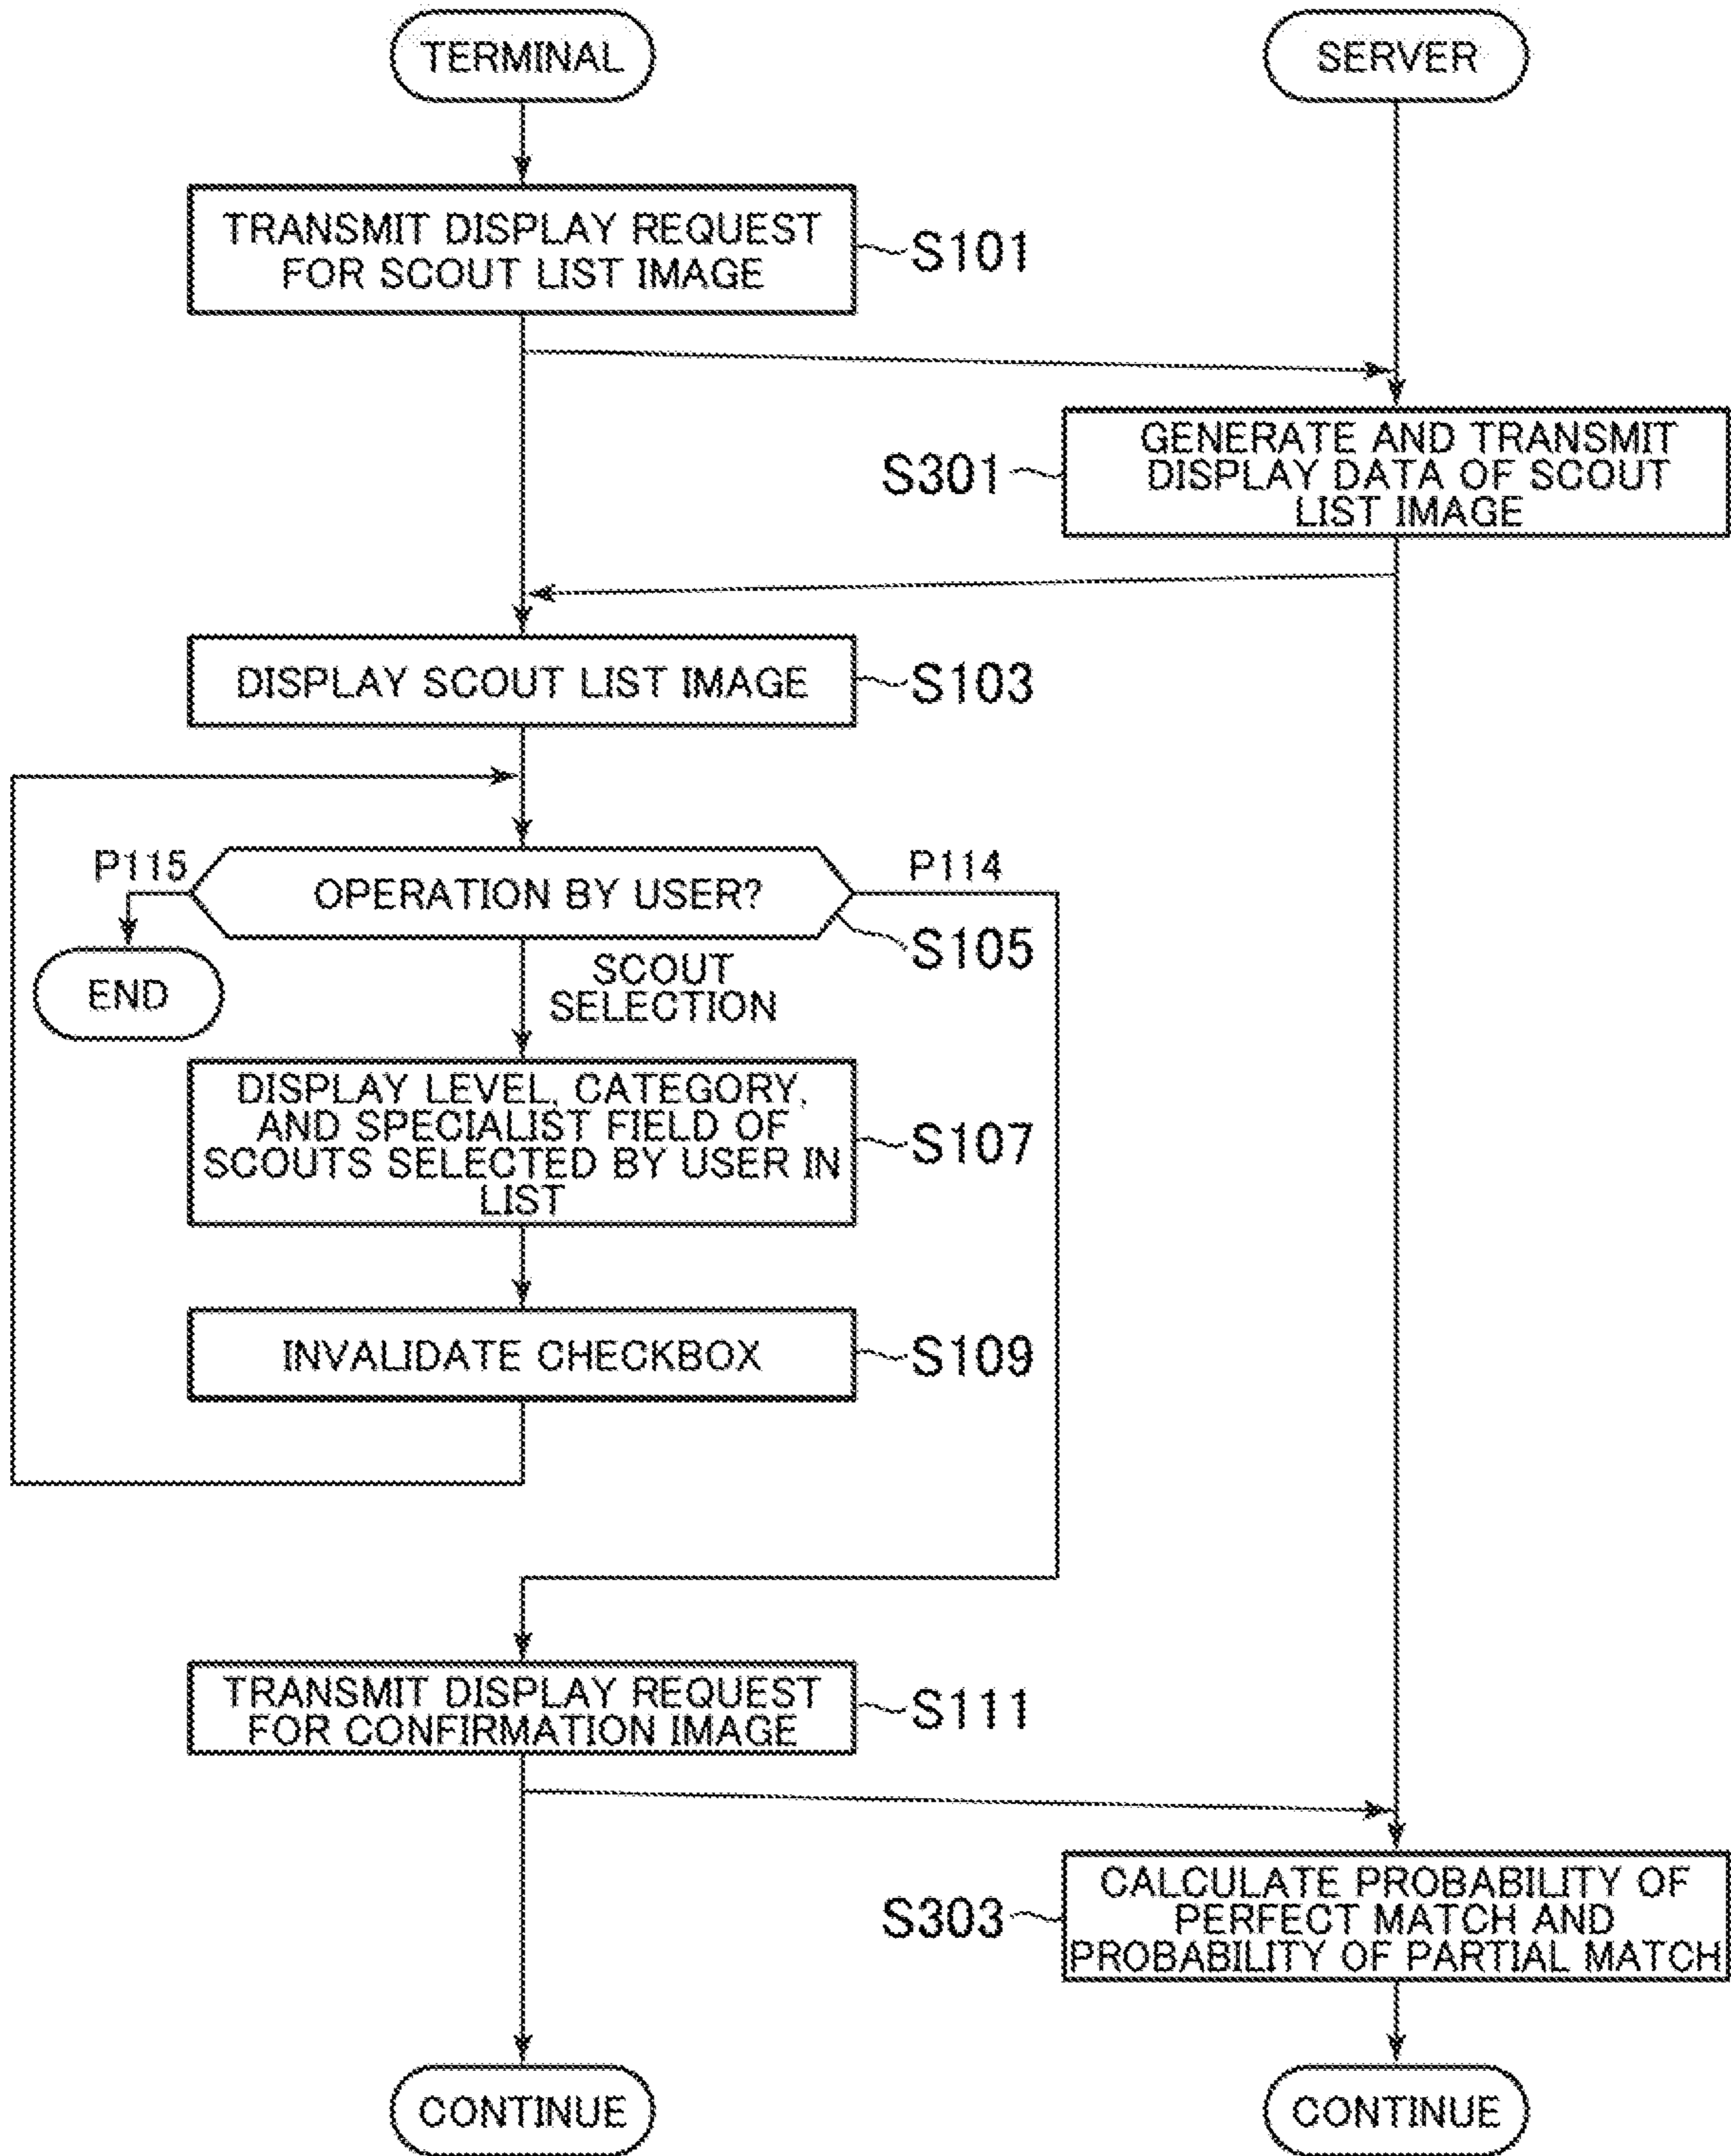 TERMINAL
SERVER
TRANSMIT DISPLAY REQUEST
FOR SCOUT LIST IMAGE
S101
S301
GENERATE AND TRANSMIT
DISPLAY DATA OF SCOUT
LIST IMAGE
DISPLAY SCOUT LIST IMAGE
S103
P115
OPERATION BY USER?
P114
S105
END
SCOUT
SELECTION
DISPLAY LEVEL, CATEGORY,
AND SPECIALIST FIELD OF
SCOUTS SELECTED BY USER IN
LIST
S107
INVALIDATE CHECKBOX
S109
TRANSMIT DISPLAY REQUEST
FOR CONFIRMATION IMAGE
S111
S303
CALCULATE PROBABILITY OF
PERFECT MATCH AND
PROBABILITY OF PARTIAL MATCH
CONTINUE
CONTINUE